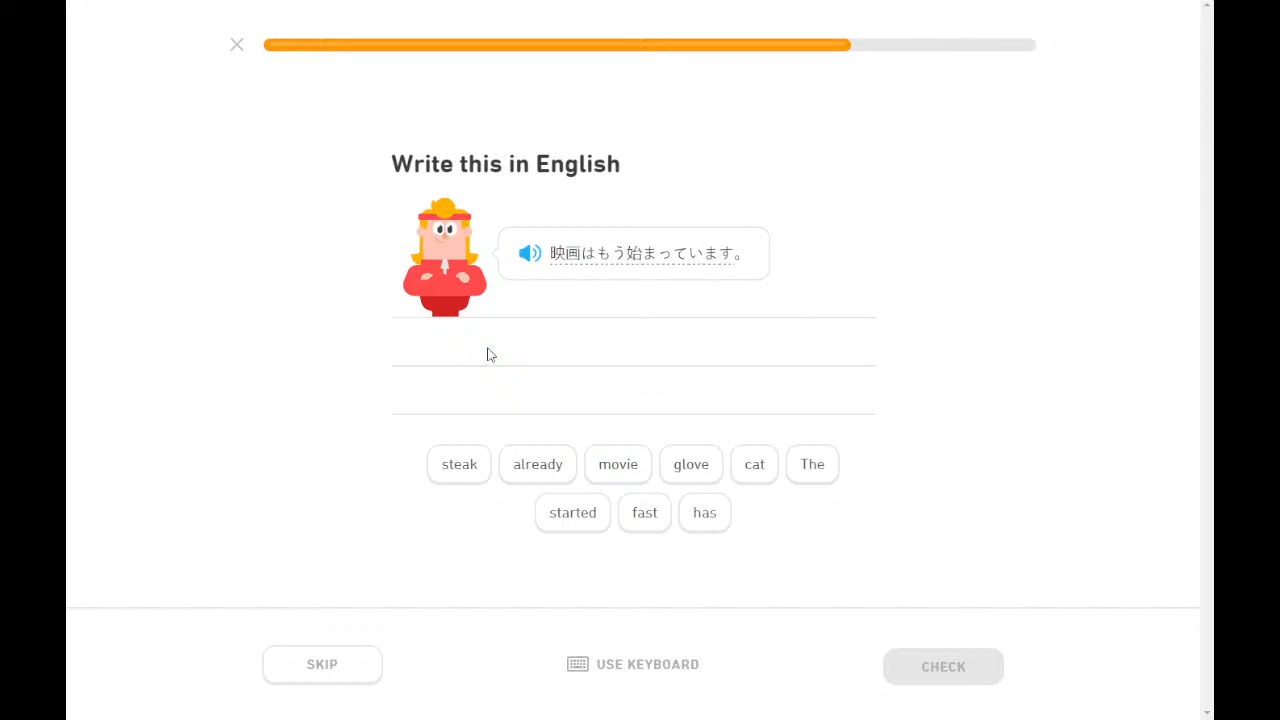 Write this in English
映画はもう始まっています。
steak already movie glove cat The
started fast has
SKIP USE KEYBOARD CHECK